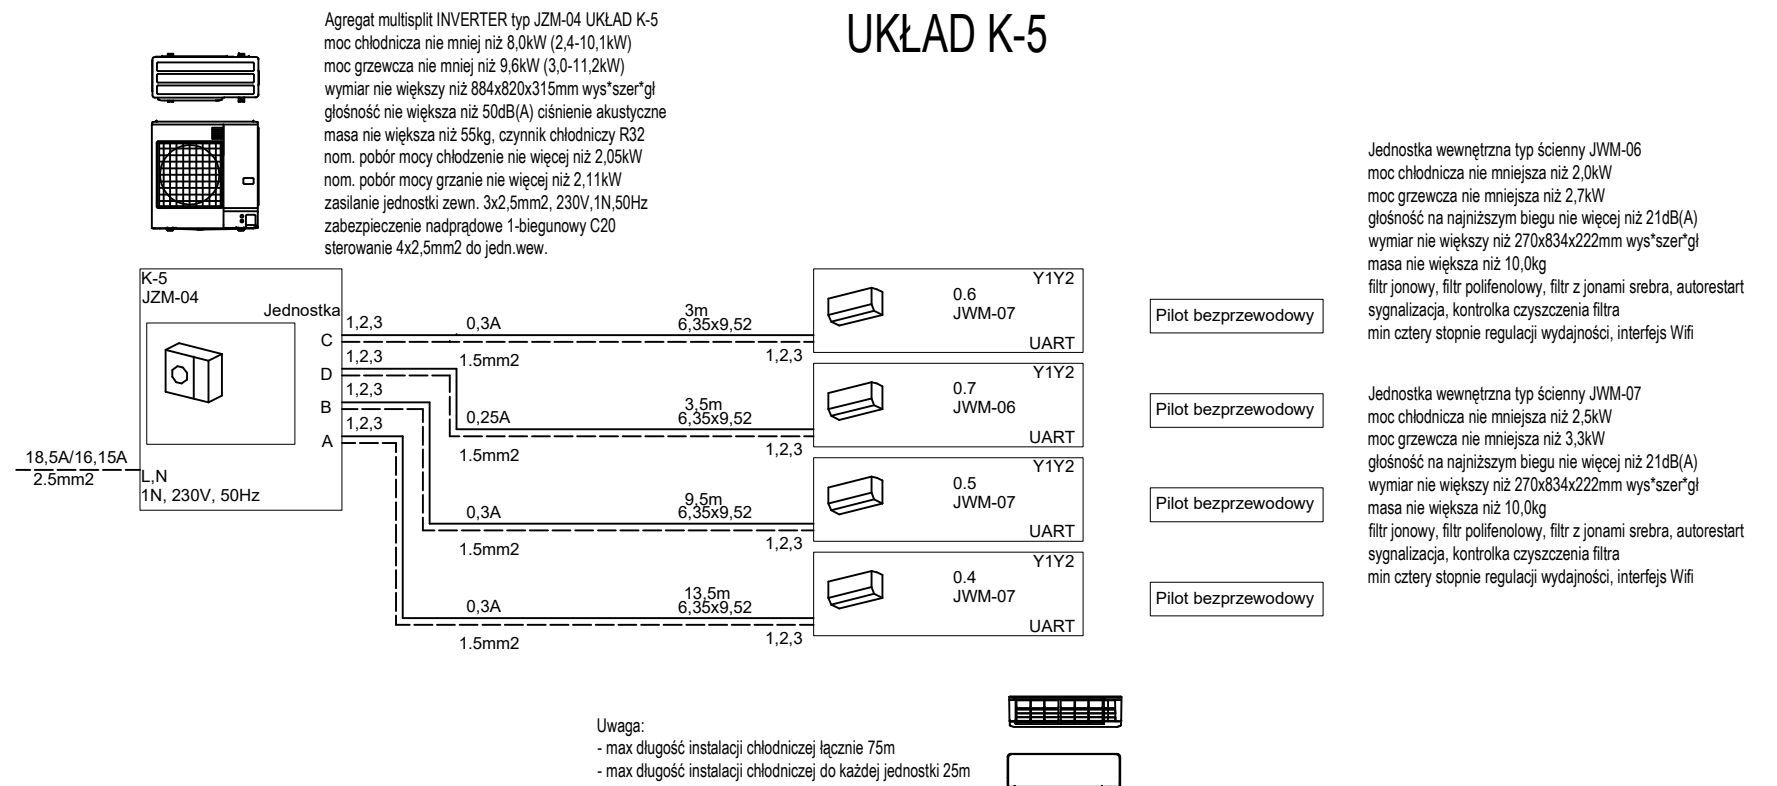 UKŁAD K-5
Agregat multisplit INVERTER typ JZM-04 UKŁAD K-5
moc chłodnicza nie mniej niż 8,0kW (2,4-10,1kW)
moc grzewcza nie mniej niż 9,6kW (3,0-11,2kW)
wymiar nie większy niż 884x820x315mm wys*szer*gł
głośność nie większa niż 50dB(A) ciśnienie akustyczne
masa nie większa niż 55kg, czynnik chłodniczy R32
nom. pobór mocy chłodzenie nie więcej niż 2,05kW
nom. pobór mocy grzanie nie więcej niż 2,11kW
zasilanie jednostki zewn. 3x2,5mm2, 230V,1N,50Hz
zabezpieczenie nadprądowe 1-biegunowy C20
sterowanie 4x2,5mm2 do jedn.wew.
K-5
JZM-04
Jednostka
C
D
B
A
18,5A/16,15A
2.5mm2
L,N
1N, 230V, 50Hz
1,2,3
0,3A
1.5mm2
3m
6,35x9,52
1,2,3
Y1Y2
0.6
JWM-07
UART
Pilot bezprzewodowy
1,2,3
0,25A
1.5mm2
3,5m
6,35x9,52
1,2,3
Y1Y2
0.7
JWM-06
UART
Pilot bezprzewodowy
1,2,3
0,3A
1.5mm2
9,5m
6,35x9,52
1,2,3
Y1Y2
0.5
JWM-07
UART
Pilot bezprzewodowy
1,2,3
0,3A
1.5mm2
13,5m
6,35x9,52
1,2,3
Y1Y2
0.4
JWM-07
UART
Pilot bezprzewodowy
Jednostka wewnętrzna typ ścienny JWM-06
moc chłodnicza nie mniejsza niż 2,0kW
moc grzewcza nie mniejsza niż 2,7kW
głośność na najniższym biegu nie więcej niż 21dB(A)
wymiar nie większy niż 270x834x222mm wys*szer*gł
masa nie większa niż 10,0kg
filtr jonowy, filtr polifenolowy, filtr z jonami srebra, autorestart
sygnalizacja, kontrolka czyszczenia filtra
min cztery stopnie regulacji wydajności, interfejs Wifi
Jednostka wewnętrzna typ ścienny JWM-07
moc chłodnicza nie mniejsza niż 2,5kW
moc grzewcza nie mniejsza niż 3,3kW
głośność na najniższym biegu nie więcej niż 21dB(A)
wymiar nie większy niż 270x834x222mm wys*szer*gł
masa nie większa niż 10,0kg
filtr jonowy, filtr polifenolowy, filtr z jonami srebra, autorestart
sygnalizacja, kontrolka czyszczenia filtra
min cztery stopnie regulacji wydajności, interfejs Wifi
Uwaga:
- max długość instalacji chłodniczej łącznie 75m
- max długość instalacji chłodniczej do każdej jednostki 25m